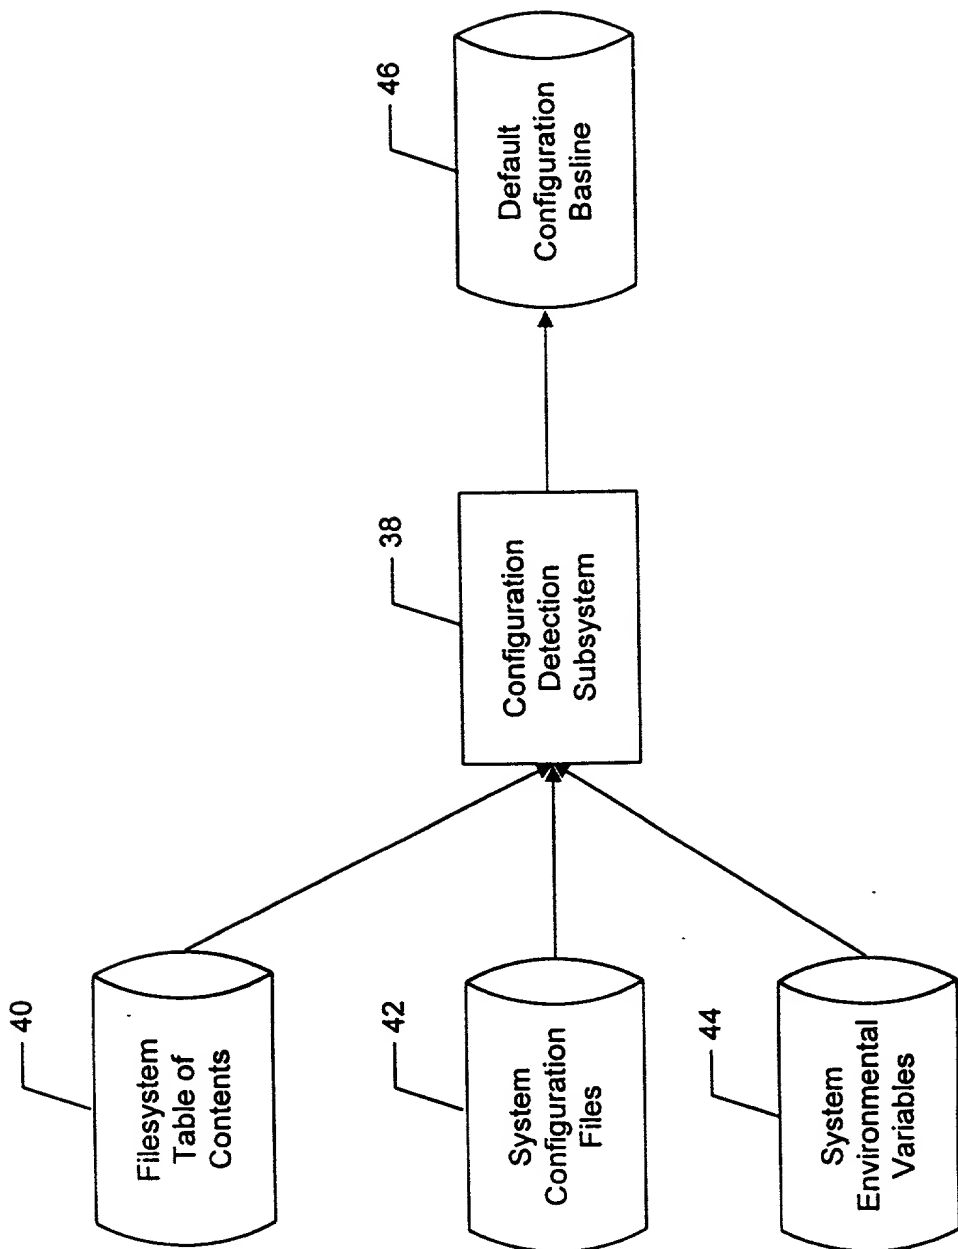 40
Filesystem
Table of
Contents
42
System
Configuration
Files
44
System
Environmental
Variables
38
Configuration
Detection
Subsystem
46
Default
Configuration
Basline